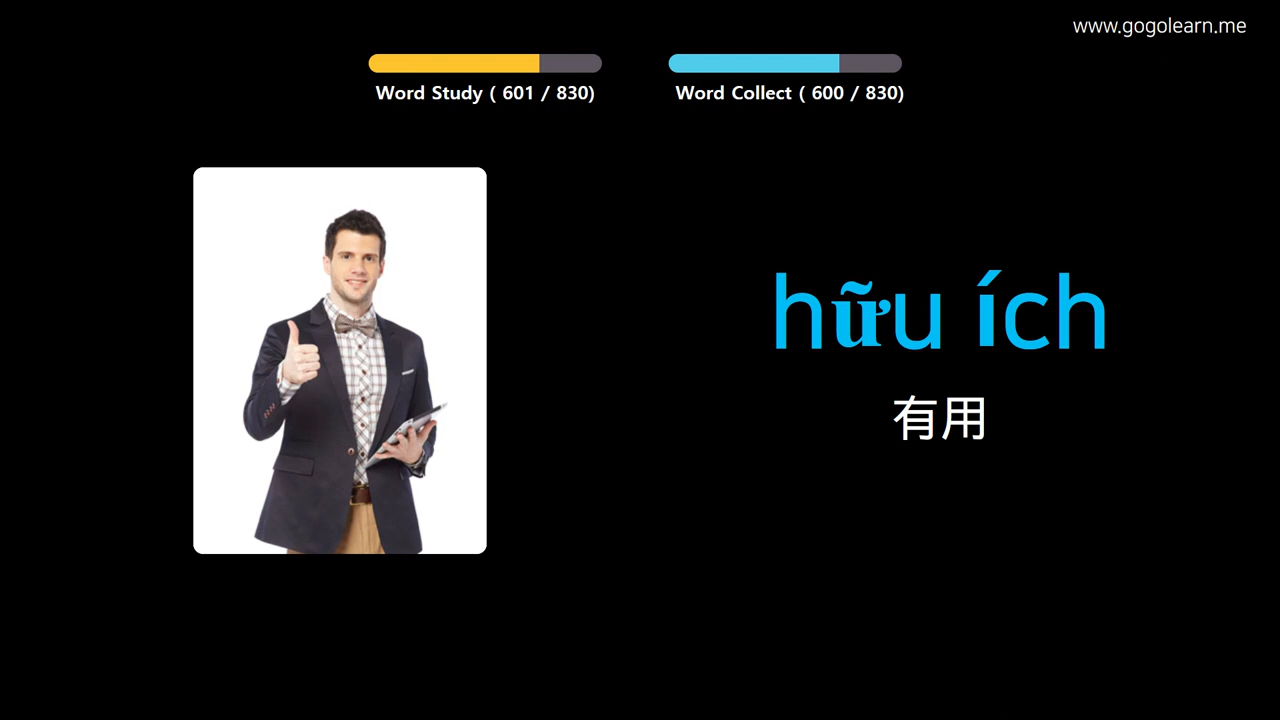 www.gogolearn.me
Word Study ( 601 / 830)
Word Collect ( 600 / 830)
hữu ích
有用